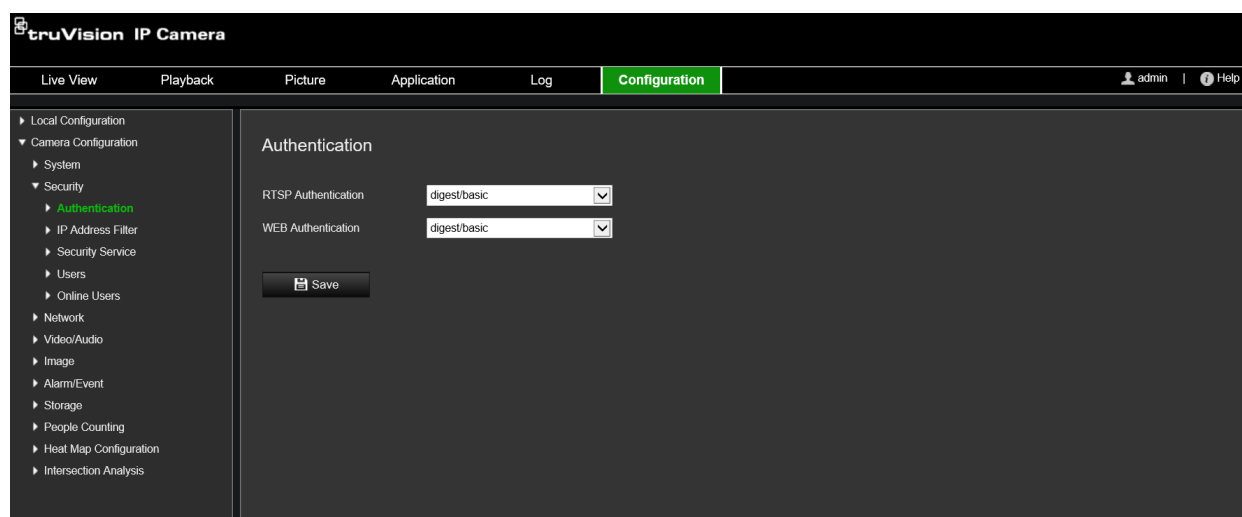 truVision IP Camera
Live View Playback Picture Application Log Configuration admin | Help
Local Configuration
Camera Configuration
System
Security
Authentication
IP Address Filter
Security Service
Users
Online Users
Network
Video/Audio
Image
Alarm/Event
Storage
People Counting
Heat Map Configuration
Intersection Analysis
Authentication
RTSP Authentication digest/basic
WEB Authentication digest/basic
Save